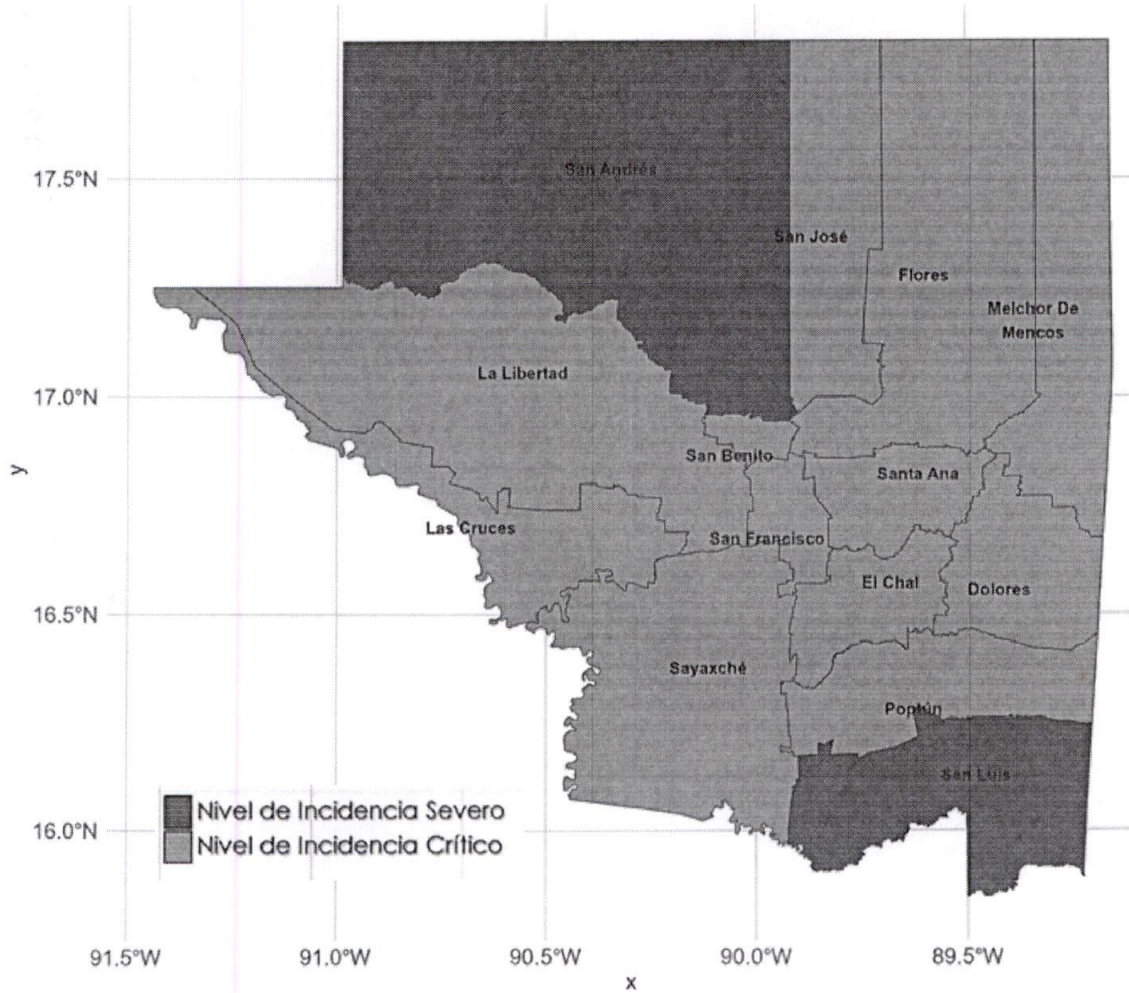 San Andrés
17.5°N
San José
Flores
Melchor De
Mencos
La Libertad
17.0°N
San Benito
Santa Ana
y
Las Cruces
San Francisco
El Chal
Dolores
16.5°N
Sayaxché
Poptún
San Luis
Nivel de Incidencia Severo
16.0°N
Nivel de Incidencia Crítico
91.5°W
91.0°W
90.5°W
90.0°W
89.5°W
x